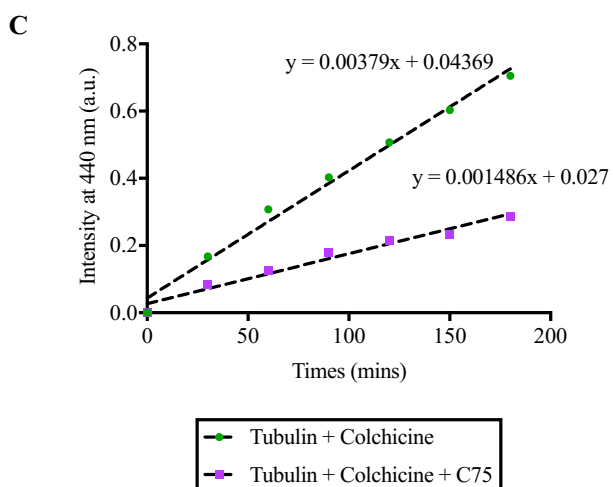 C
y = 0.00379x + 0.04369
y = 0.001486x + 0.027
Intensity at 440 nm (a.u.)
0.8
0.6
0.4
0.2
0.0
0 50 100 150 200
Times (mins)
Tubulin + Colchicine
Tubulin + Colchicine + C75